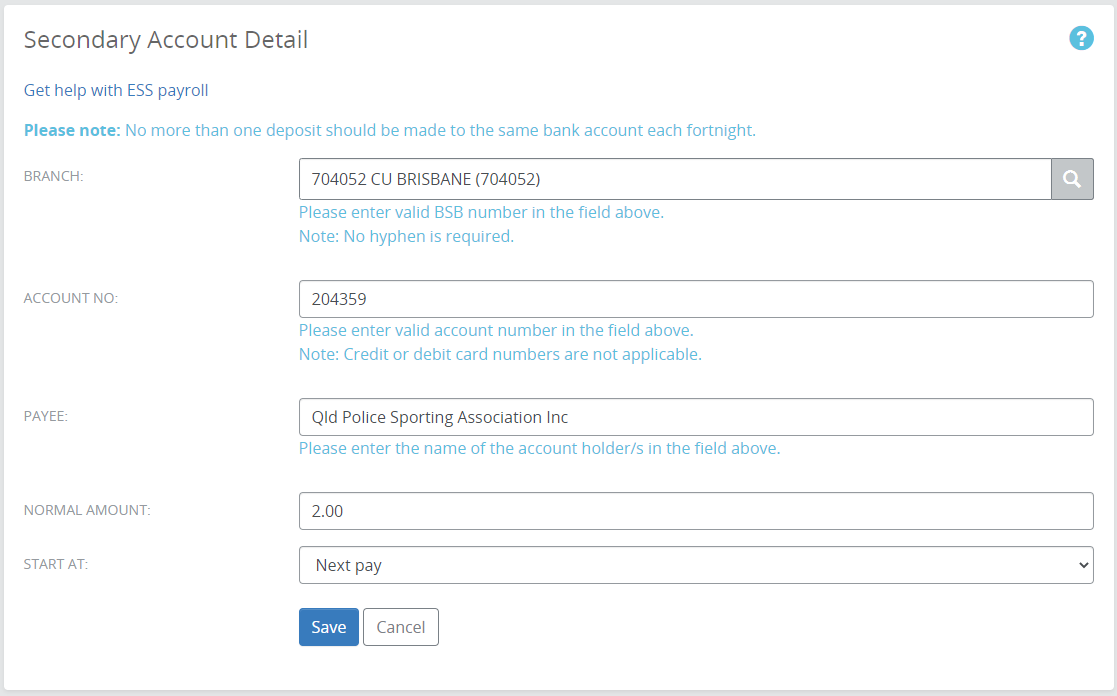 Secondary Account Detail
?
Get help with ESS payroll
Please note: No more than one deposit should be made to the same bank account each fortnight.
BRANCH:
704052 CU BRISBANE (704052)
Please enter valid BSB number in the field above.
Note: No hyphen is required.
ACCOUNT NO:
204359
Please enter valid account number in the field above.
Note: Credit or debit card numbers are not applicable.
PAYEE:
Qld Police Sporting Association Inc
Please enter the name of the account holder/s in the field above.
NORMAL AMOUNT:
2.00
START AT:
Next pay
Save Cancel